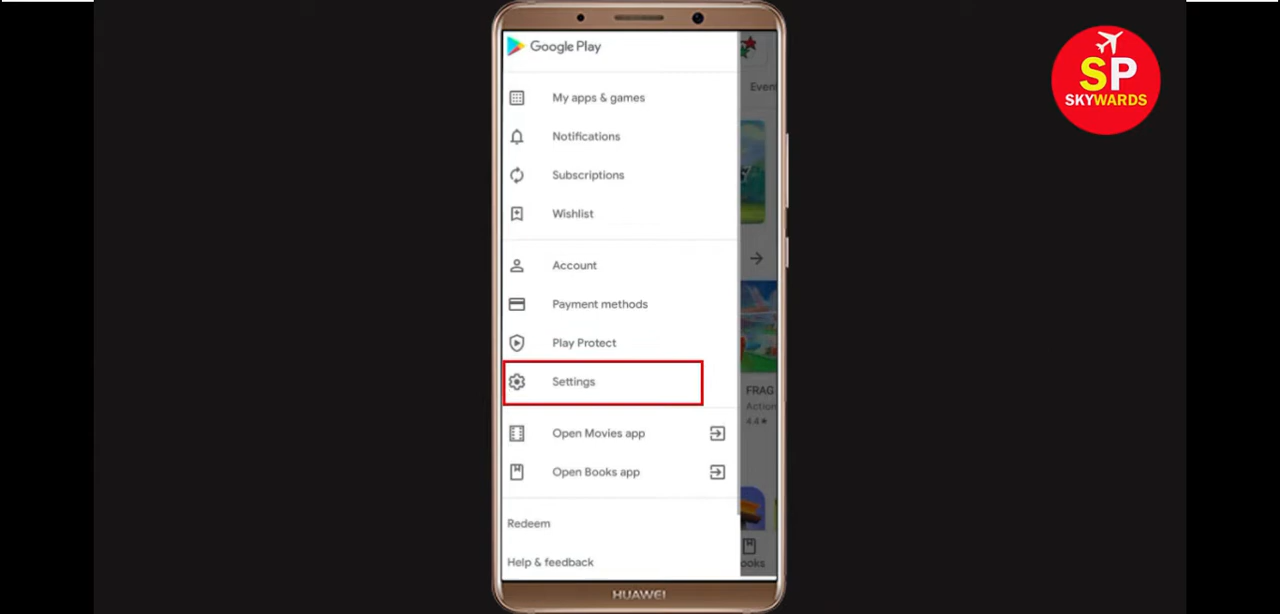 Google Play
SP
SKYWARDS
Even
My apps & games
Notifications
Subscriptions
Wishlist
Account
Payment methods
Play Protect
Settings
FRAG
Action
4.4★
Open Movies app
Open Books app
Redeem
Help & feedback
ooks
HUAWEI